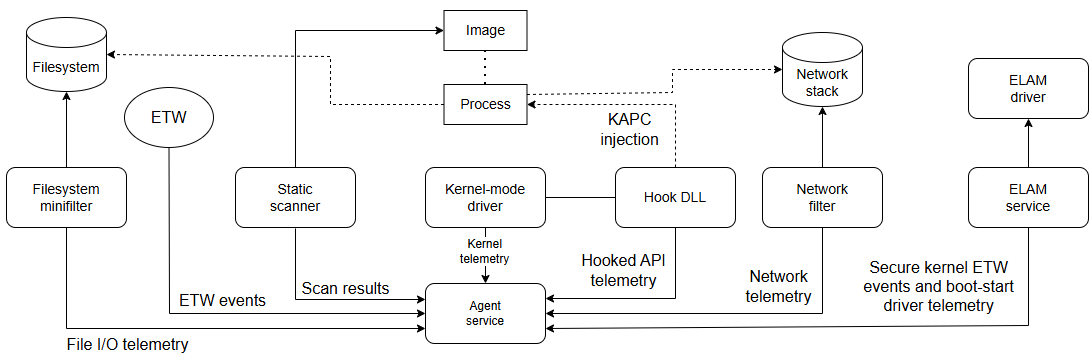 Image
Filesystem
Network
stack
ELAM
driver
Process
ETW
KAPC
injection
Filesystem
minifilter
Static
scanner
Kernel-mode
driver
Hook DLL
Network
filter
ELAM
service
Kernel
telemetry
Hooked API
telemetry
Network
telemetry
Secure kernel ETW
events and boot-start
driver telemetry
Scan results
ETW events
Agent
service
File I/O telemetry